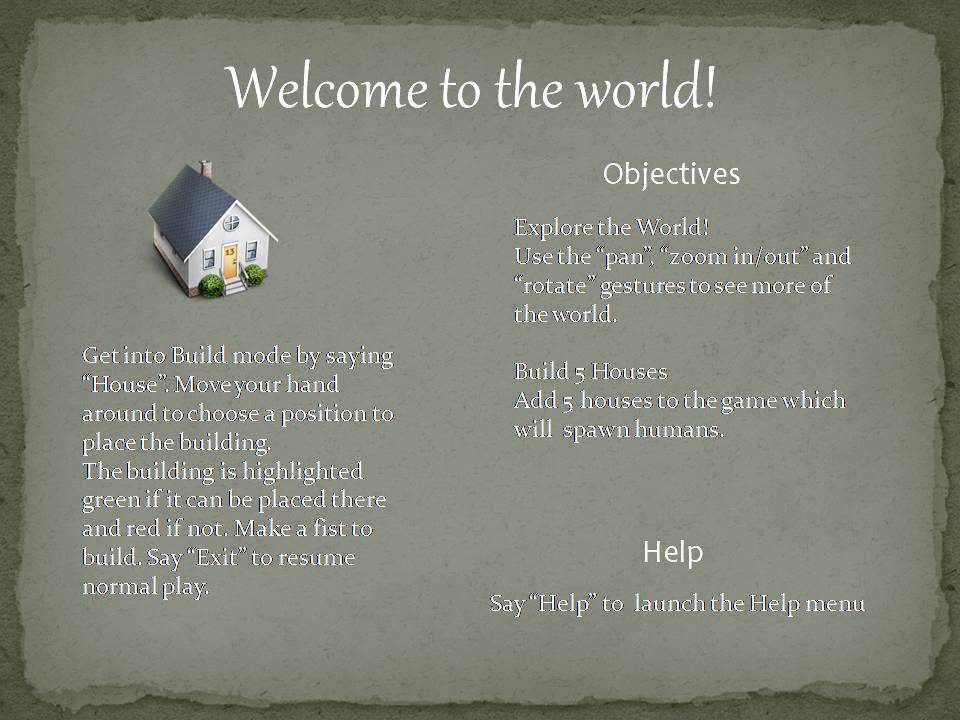 Welcome to the world!
13
Get into Build mode by saying
“House”. Move your hand
around to choose a position to
place the building.
The building is highlighted
green if it can be placed there
and red if not. Make a fist to
build. Say “Exit” to resume
normal play.
Objectives
Explore the World!
Use the “pan”, “zoom in/out” and
“rotate” gestures to see more of
the world.
Build 5 Houses
Add 5 houses to the game which
will spawn humans.
Help
Say “Help” to launch the Help menu